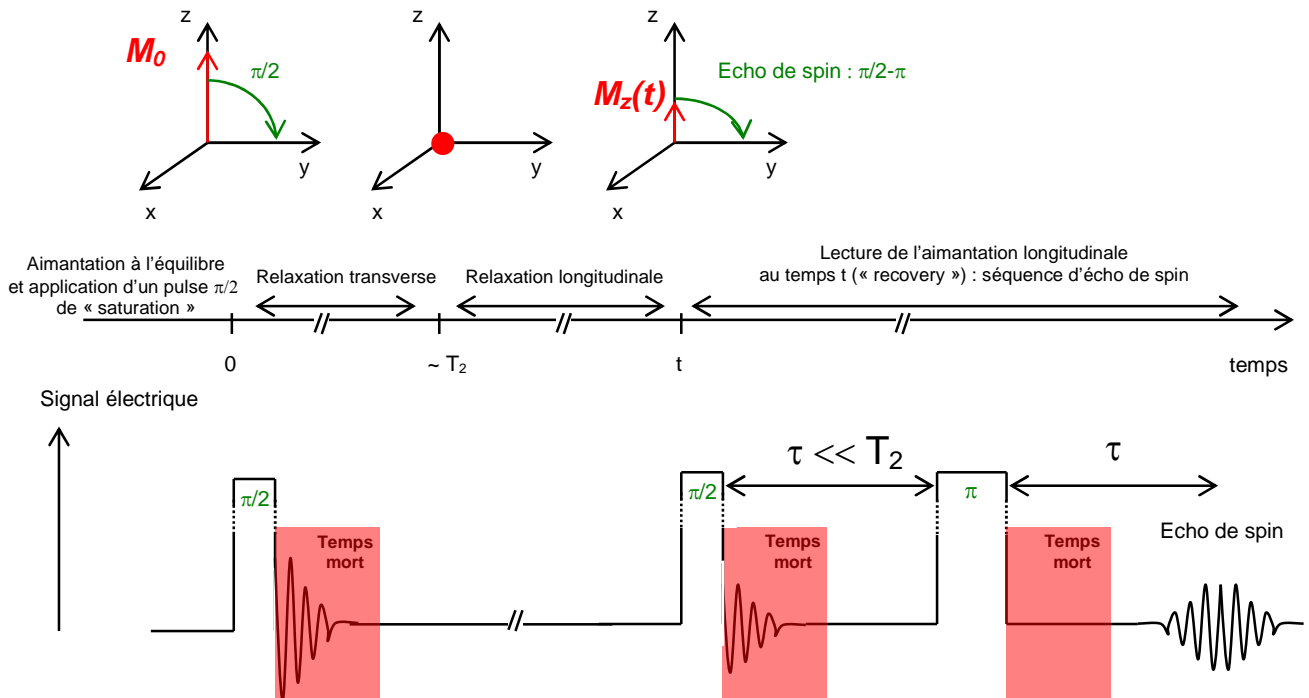 z
z
z
M0
π/2
Echo de spin : π/2-π
Mz(t)
y
y
y
x
x
x
Aimantation à l'équilibre
et application d'un pulse π/2
de « saturation »
Relaxation transverse
Relaxation longitudinale
Lecture de l'aimantation longitudinale
au temps t (« recovery ») : séquence d'écho de spin
0
~ T2
t
temps
Signal électrique
τ << T2
τ
π/2
π/2
π
Echo de spin
Temps
mort
Temps
mort
Temps
mort